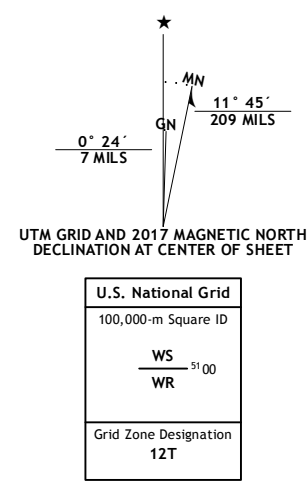 MN
11° 45´
209 MILS
GN
0° 24´
7 MILS
UTM GRID AND 2017 MAGNETIC NORTH
DECLINATION AT CENTER OF SHEET
U.S. National Grid
100,000-m Square ID
WS
5100
WR
Grid Zone Designation
12T